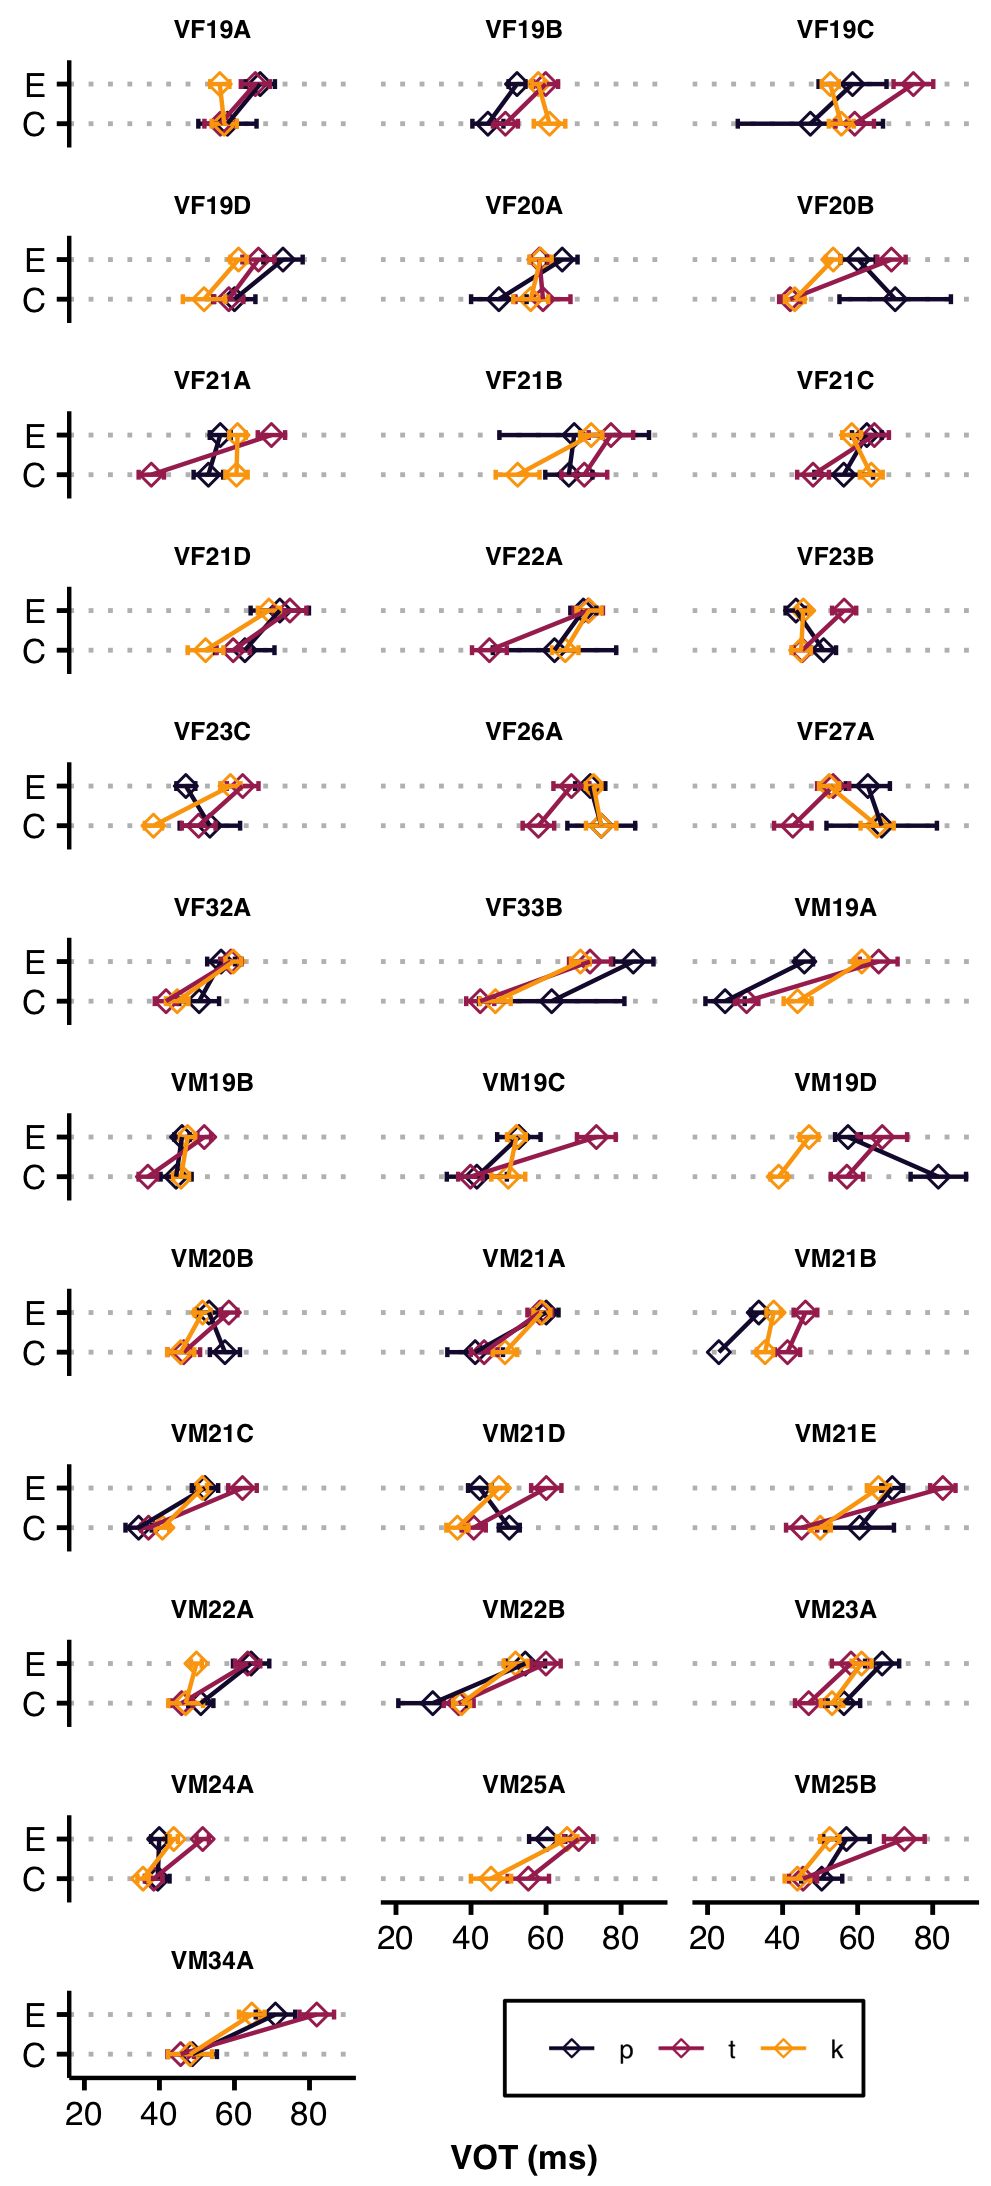 VF19A VF19B VF19C
E
C
VF19D VF20A VF20B
E
C
VF21A VF21B VF21C
E
C
VF21D VF22A VF23B
E
C
VF23C VF26A VF27A
E
C
VF32A VF33B VM19A
E
C
VM19B VM19C VM19D
E
C
VM20B VM21A VM21B
E
C
VM21C VM21D VM21E
E
C
VM22A VM22B VM23A
E
C
VM24A VM25A VM25B
E
C
20 40 60 80 20 40 60 80
VM34A
E
C
20 40 60 80
p t k
VOT (ms)